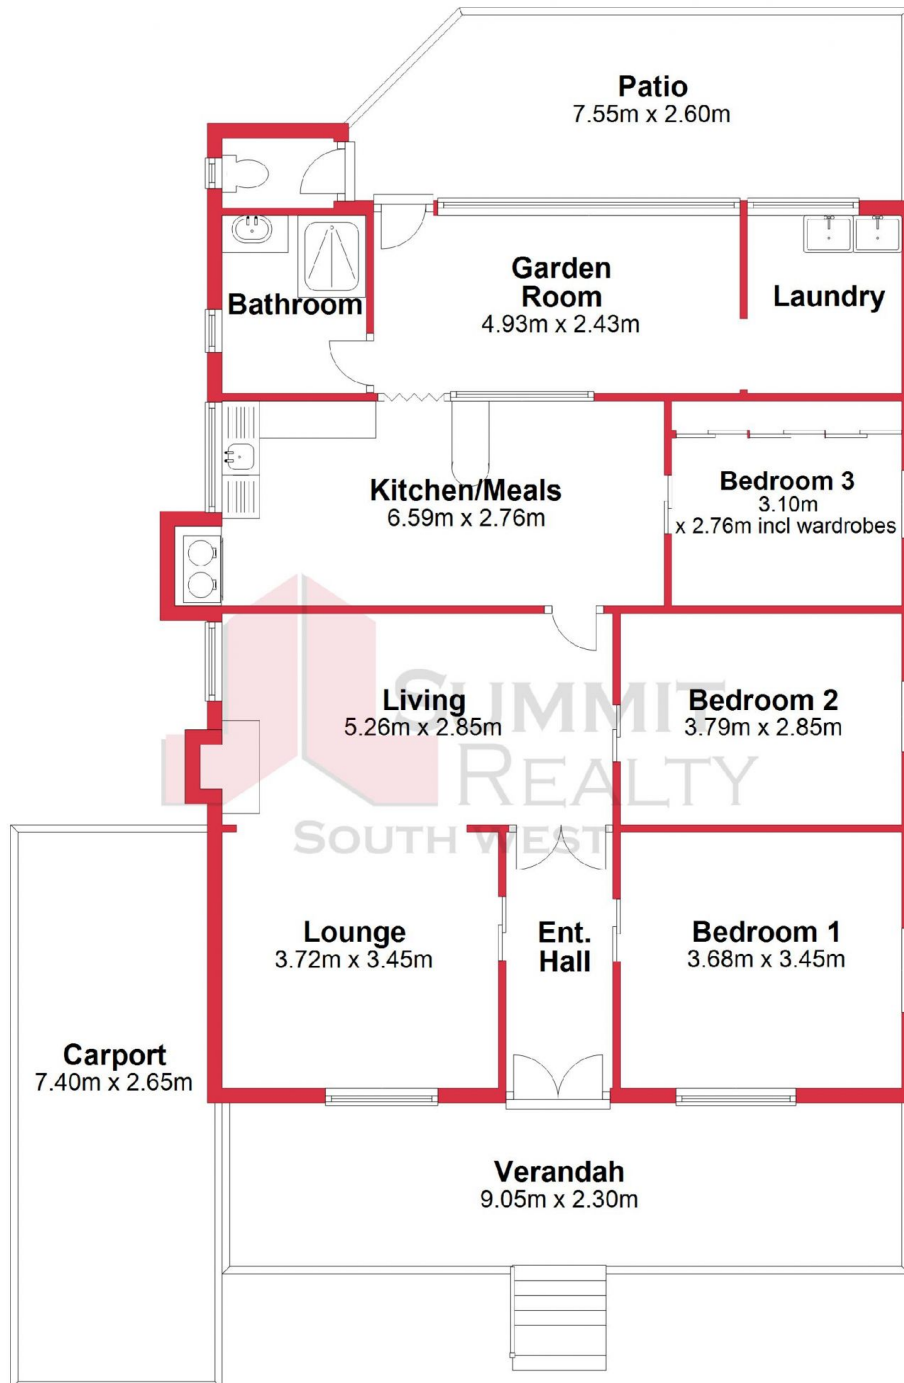 Patio
7.55m x 2.60m
Garden
Room
4.93m x 2.43m
Laundry
Bathroom
Kitchen/Meals
6.59m x 2.76m
Bedroom 3
3.10m
x 2.76m incl wardrobes
Living
5.26m x 2.85m
Bedroom 2
3.79m x 2.85m
SUMMIT
REALTY
SOUTH WEST
Lounge
3.72m x 3.45m
Ent.
Hall
Bedroom 1
3.68m x 3.45m
Carport
7.40m x 2.65m
Verandah
9.05m x 2.30m